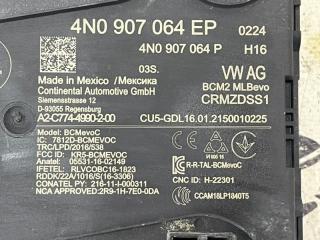 4N0 907 064 EP 0224
4N0 907 064 P H16
03S. VW AG
Made in Mexico / Мексика BCM2 MLBevo
Continental Automotive GmbH CRMZDSS1
Siemensstrasse 12
D-93055 Regensburg
A2-C774-4990-2-00 CU5-GDL16.01.2150010225
Model: BCMevoC
IC: 7812D-BCMEVOC
TRC/LPD/2016/538
FCC ID: KR5-BCMEVOC
Anatel: 05531-16-02149
IFETEL: RLVCOBC16-1823
RDDK/22A/1016/S(16-3306)
CONATEL PY: 216-11-I-000311
NCA APPROVED:2R9-1H-7E0-0DA
R-R-TAL-BCMevoC
CNC ID: H-22301
CCAM18LP1840T5